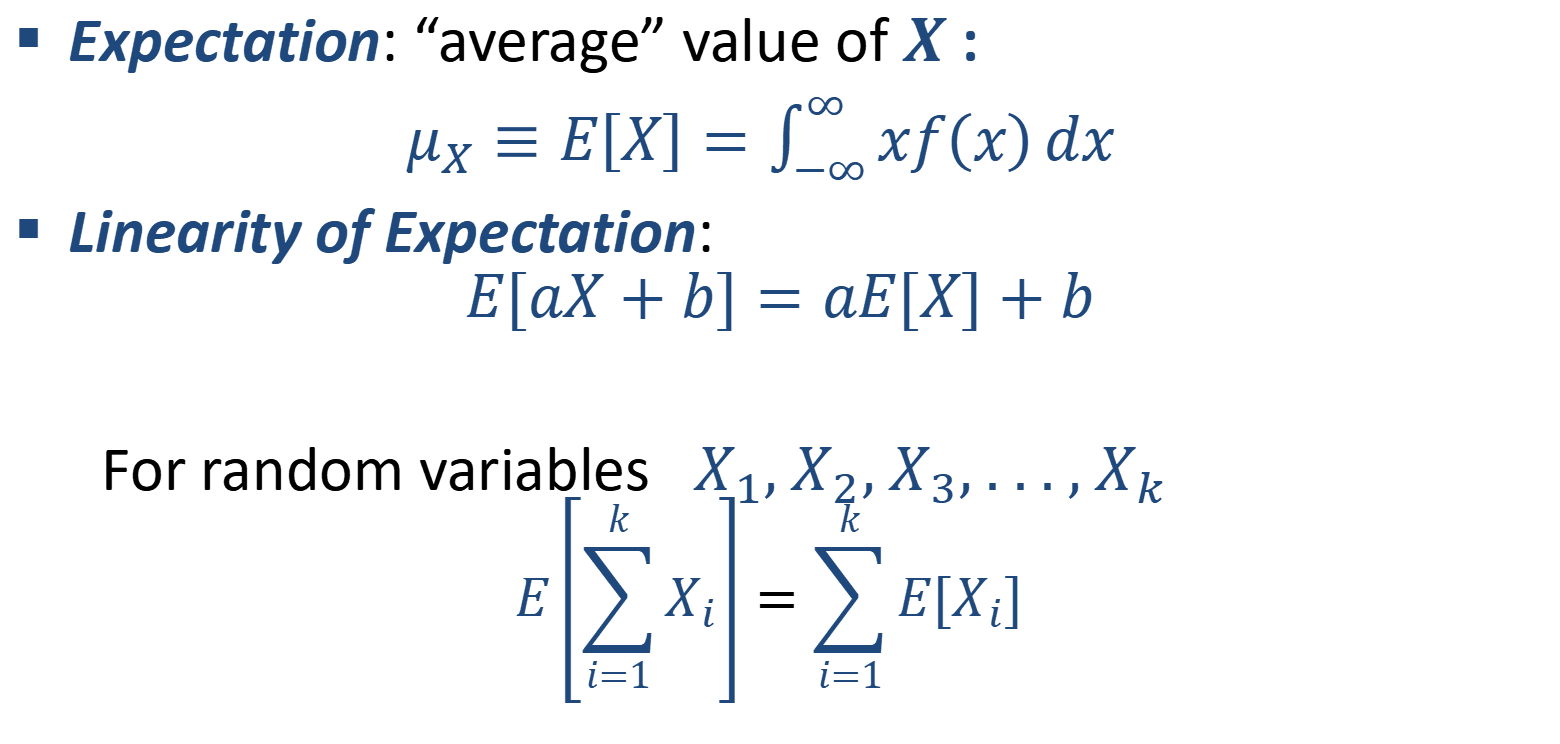 ▪ Expectation: “average” value of X :
μ_X ≡ E[X] = ∫_{−∞}^{∞} xf(x) dx
▪ Linearity of Expectation:
E[aX + b] = aE[X] + b
For random variables X_1, X_2, X_3, . . . , X_k
E[∑_{i=1}^{k} X_i] = ∑_{i=1}^{k} E[X_i]